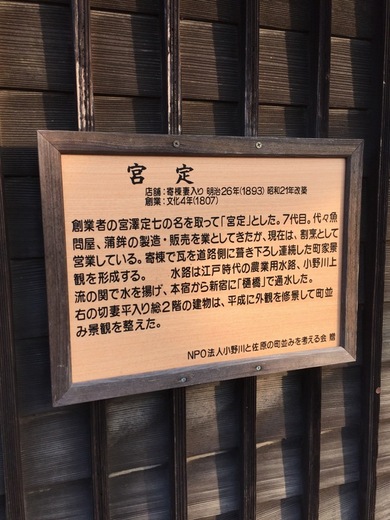 宮 定
店舗：寄棟妻入り 明治26年(1893) 昭和21年改築
創業：文化4年(1807)
創業者の宮澤定七の名を取って「宮定」とした。7代目。代々魚
問屋、蒲鉾の製造・販売を業としてきたが、現在は、割烹として
営業している。寄棟で瓦を道路側に葺き下ろし連続した町家景
観を形成する。 水路は江戸時代の農業用水路、小野川上
流の関で水を揚げ、本宿から新宿に「樋橋」で通水した。
右の切妻平入り総2階の建物は、平成に外観を修景して町並
み景観を整えた。
NPO法人小野川と佐原の町並みを考える会 贈